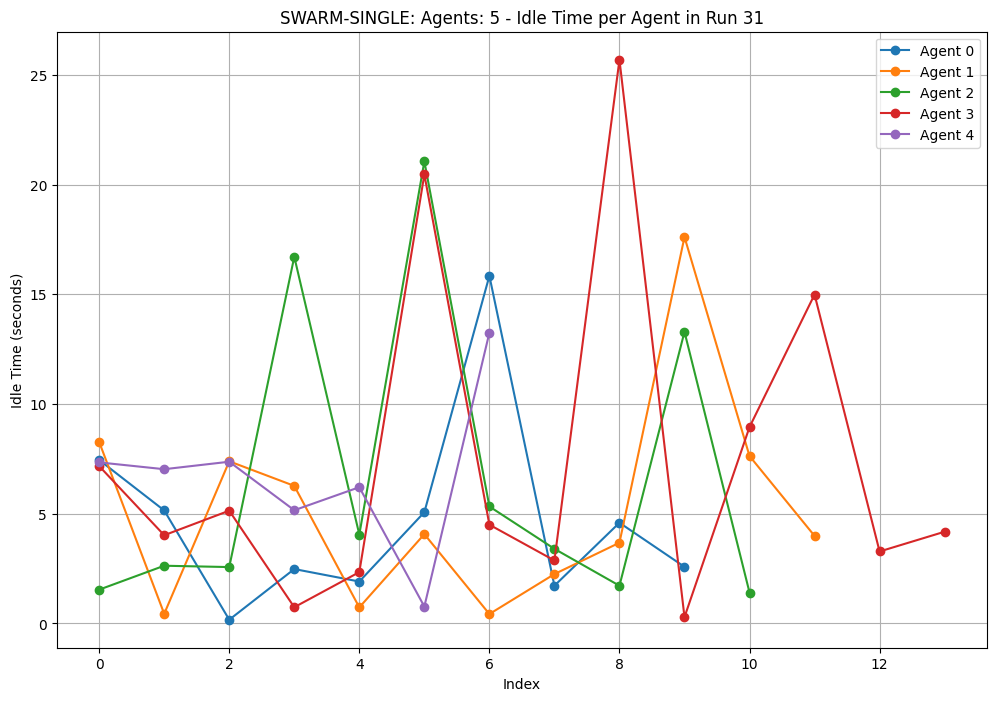 SWARM-SINGLE: Agents: 5 - Idle Time per Agent in Run 31
Agent 0
Agent 1
Agent 2
Agent 3
Agent 4
Idle Time (seconds)
25
20
15
10
5
0
0 2 4 6 8 10 12
Index